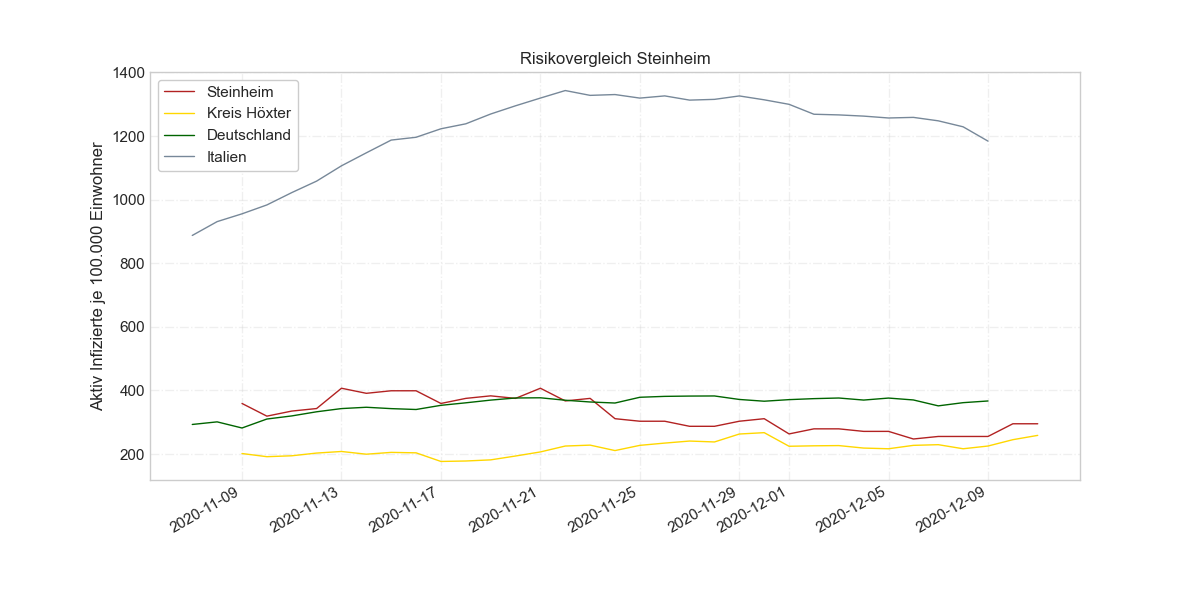 Risikovergleich Steinheim
Aktiv Infizierte je 100.000 Einwohner
1400
1200
1000
800
600
400
200
Steinheim
Kreis Höxter
Deutschland
Italien
2020-11-09
2020-11-13
2020-11-17
2020-11-21
2020-11-25
2020-11-29
2020-12-01
2020-12-05
2020-12-09